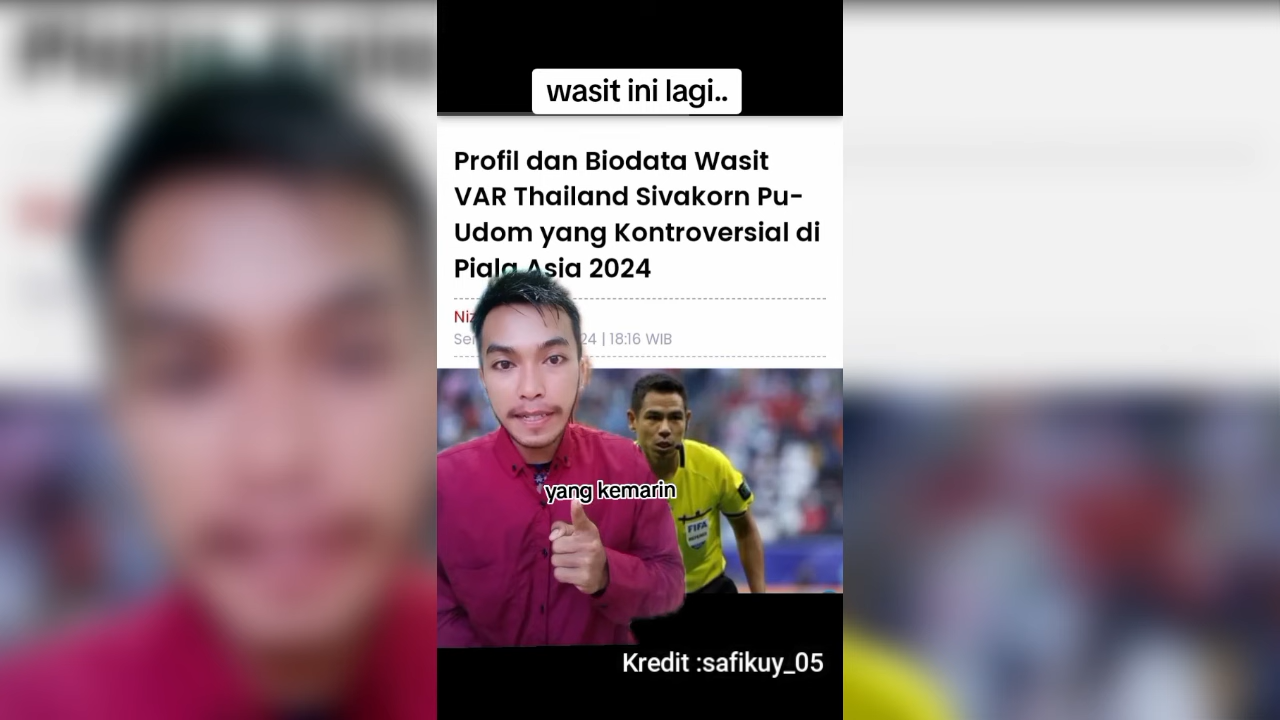 wasit ini lagi..
Profil dan Biodata Wasit
VAR Thailand Sivakorn Pu-
Udom yang Kontroversial di
Piala Asia 2024
24 | 18:16 WIB
yang kemarin
FIFA
Kredit :safikuy_05